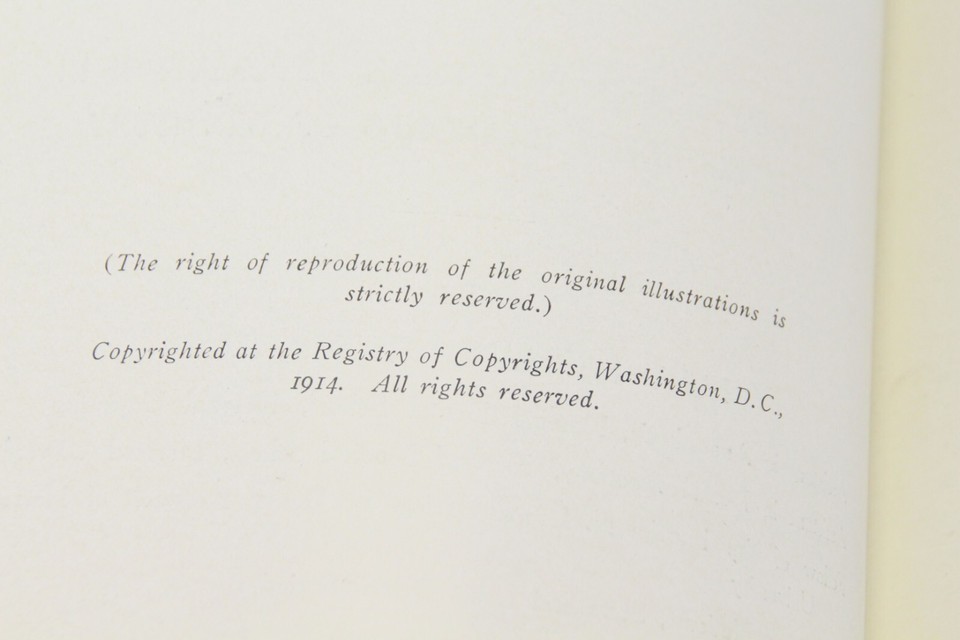 (The right of reproduction of the original illustrations is
strictly reserved.)
Copyrighted at the Registry of Copyrights, Washington, D.C.,
1914. All rights reserved.